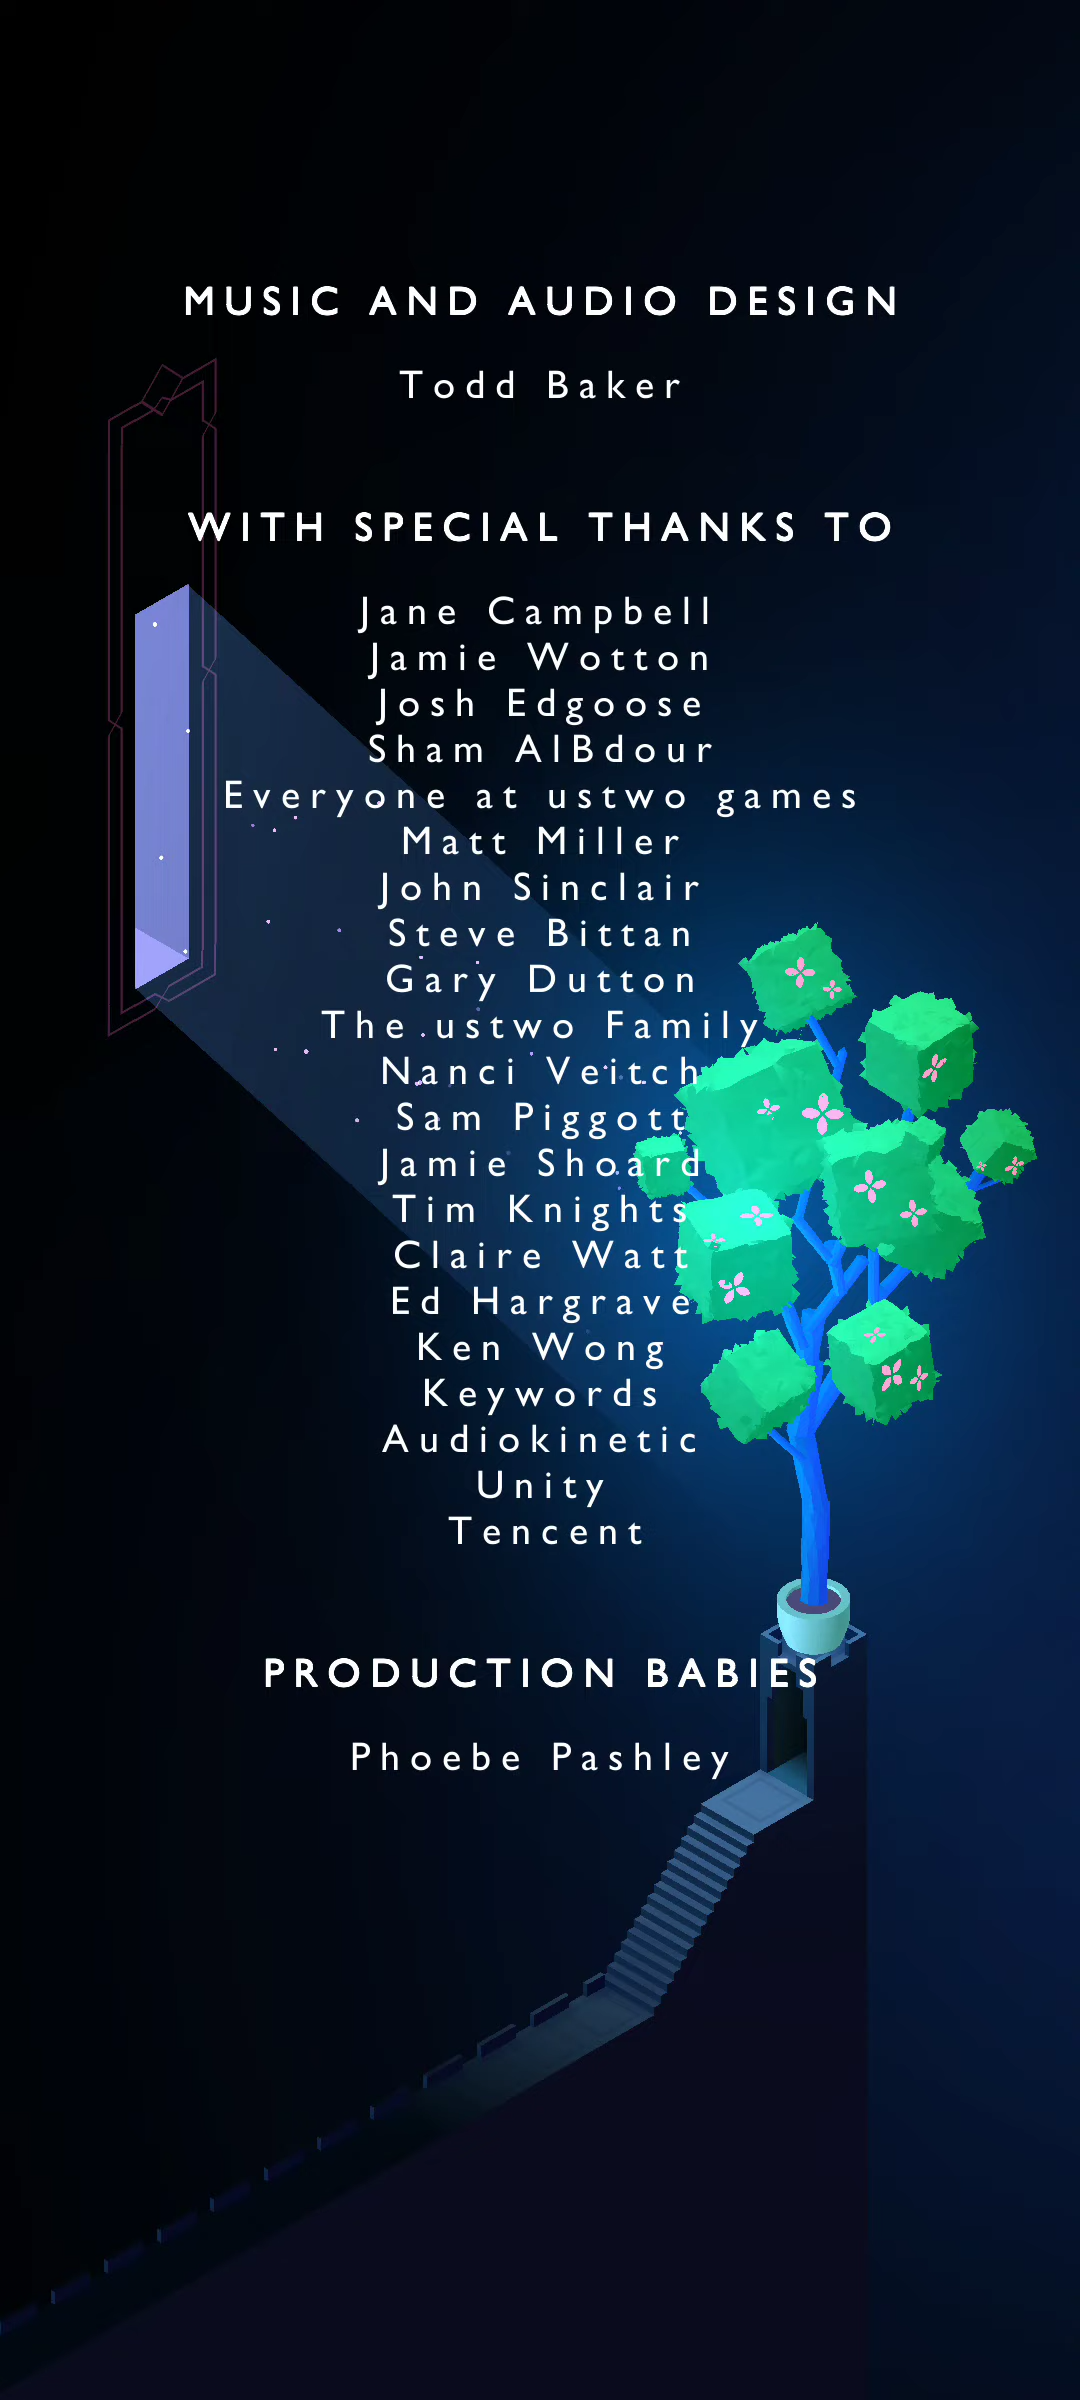 MUSIC AND AUDIO DESIGN
Todd Baker
WITH SPECIAL THANKS TO
Jane Campbell
Jamie Wotton
Josh Edgoose
Sham AlBdour
Everyone at ustwo games
Matt Miller
John Sinclair
Steve Bittan
Gary Dutton
The ustwo Family
Nanci Veitch
Sam Piggott
Jamie Shoard
Tim Knights
Claire Watt
Ed Hargrave
Ken Wong
Keywords
Audiokinetic
Unity
Tencent
PRODUCTION BABIES
Phoebe Pashley